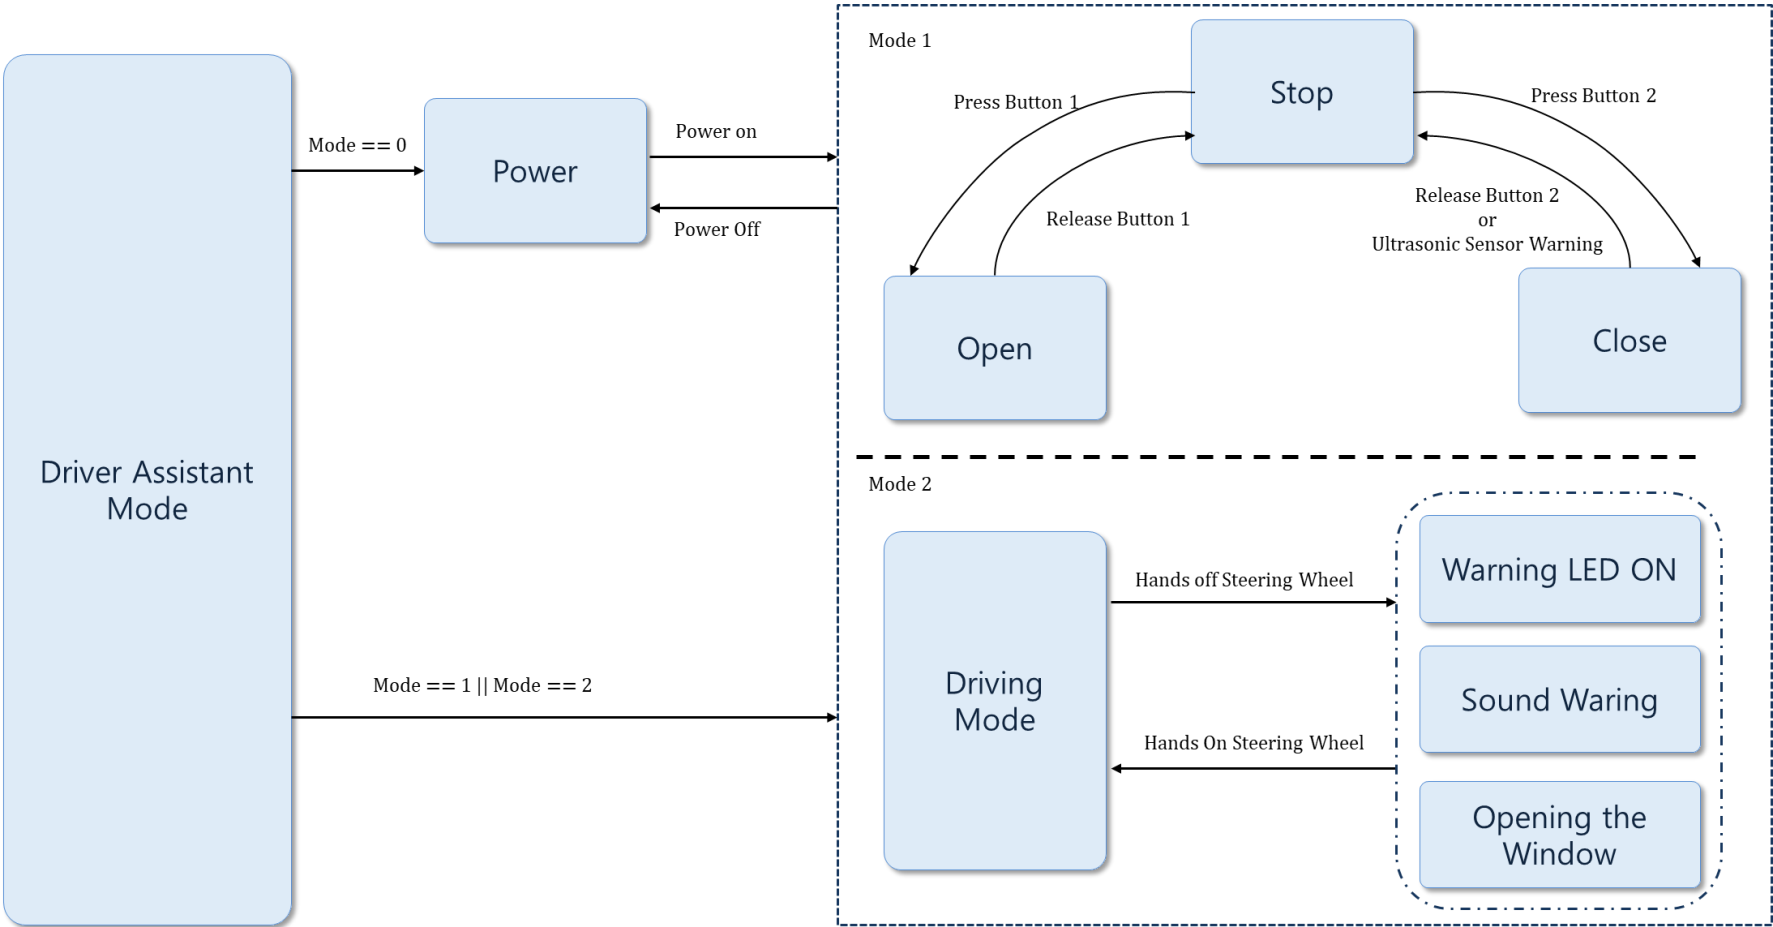 Driver Assistant
Mode
Mode == 0
Power
Power on
Power Off
Mode == 1 || Mode == 2
Mode 1
Stop
Press Button 1
Press Button 2
Release Button 1
Release Button 2
or
Ultrasonic Sensor Warning
Open
Close
Mode 2
Driving
Mode
Hands off Steering Wheel
Hands On Steering Wheel
Warning LED ON
Sound Waring
Opening the
Window